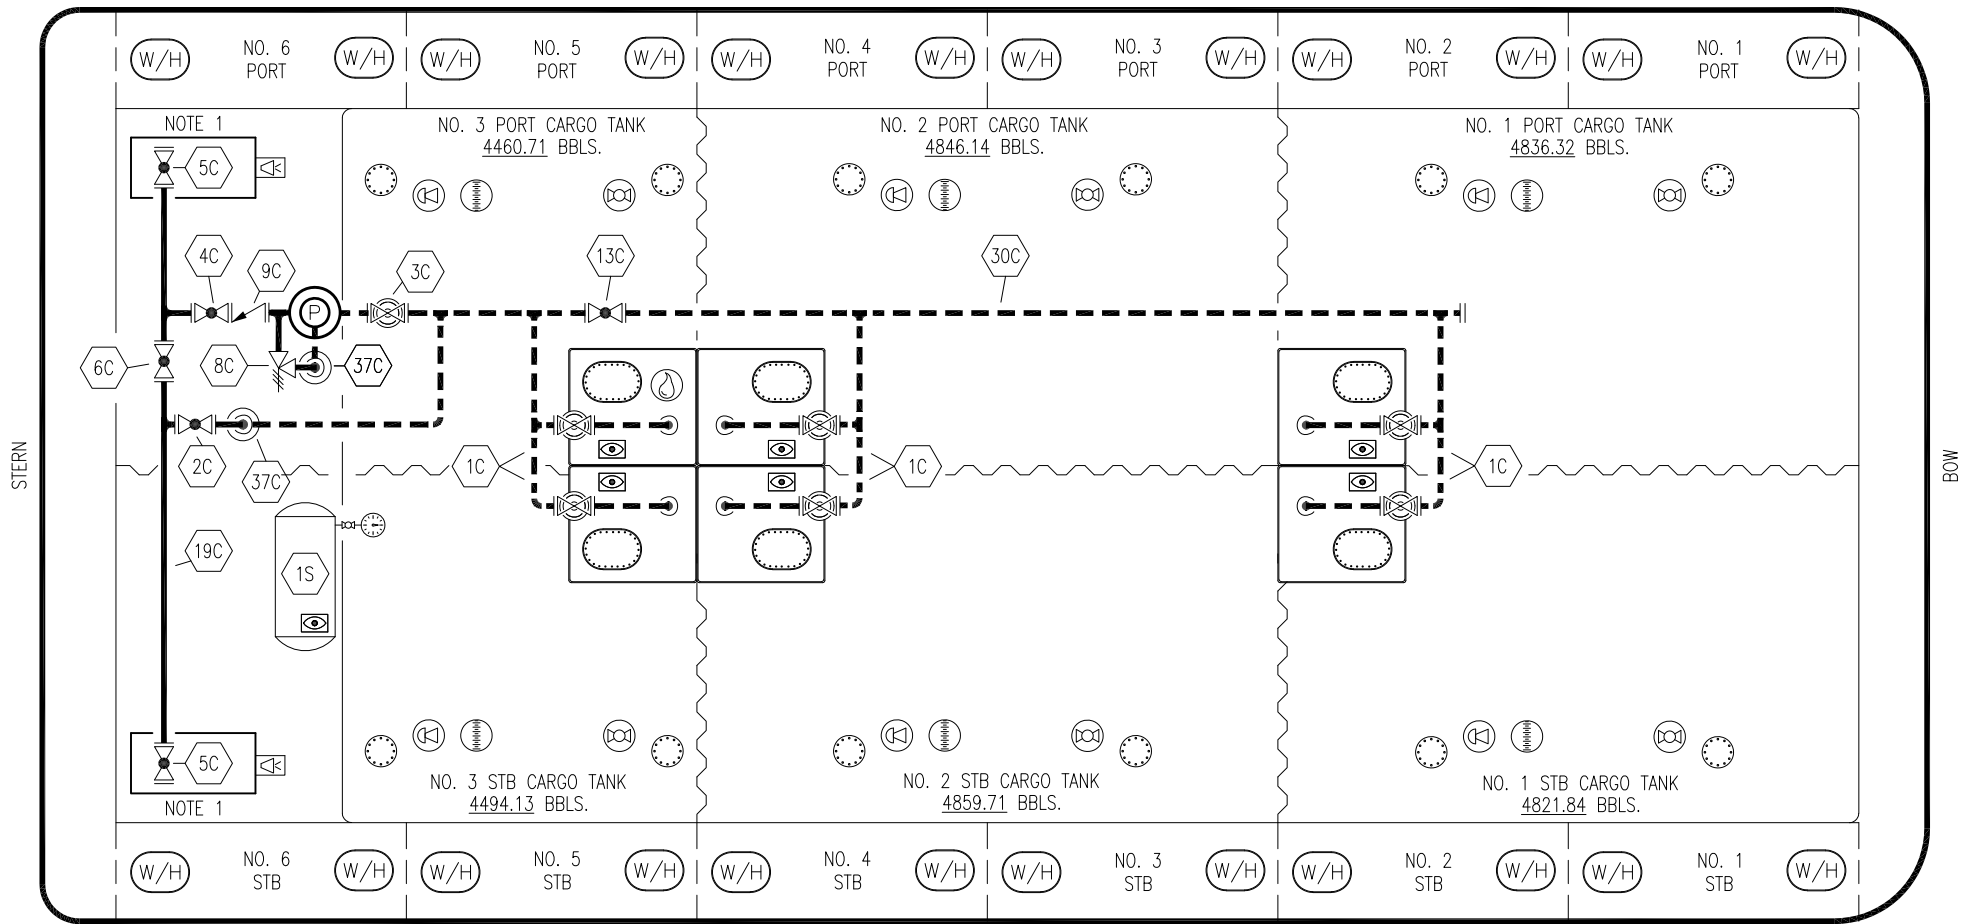 W/H NO. 6 PORT W/H
W/H NO. 5 PORT W/H
W/H NO. 4 PORT W/H
W/H NO. 3 PORT W/H
W/H NO. 2 PORT W/H
W/H NO. 1 PORT W/H
NOTE 1
5C
NO. 3 PORT CARGO TANK
4460.71 BBLS.
NO. 2 PORT CARGO TANK
4846.14 BBLS.
NO. 1 PORT CARGO TANK
4836.32 BBLS.
4C
9C
3C
13C
30C
P
6C
8C
37C
STERN
2C
37C
1C
1C
1C
BOW
19C
1S
5C
NOTE 1
NO. 3 STB CARGO TANK
4494.13 BBLS.
NO. 2 STB CARGO TANK
4859.71 BBLS.
NO. 1 STB CARGO TANK
4821.84 BBLS.
W/H NO. 6 STB W/H
W/H NO. 5 STB W/H
W/H NO. 4 STB W/H
W/H NO. 3 STB W/H
W/H NO. 2 STB W/H
W/H NO. 1 STB W/H